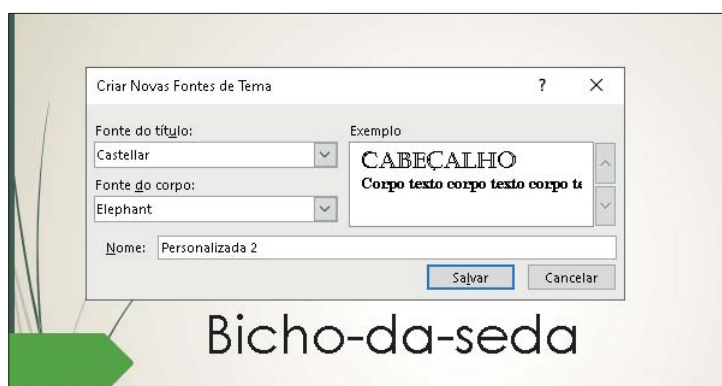 Criar Novas Fontes de Tema ? ×
Fonte do título:
Castellar
Fonte do corpo:
Elephant
Exemplo
CABEÇALHO
Corpo texto corpo texto corpo te
Nome: Personalizada 2
Salvar Cancelar
Bicho-da-seda